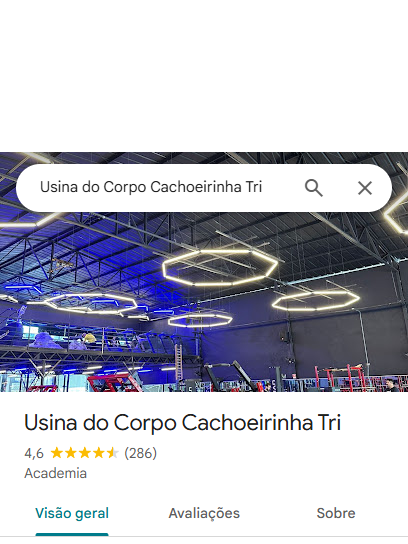 Usina do Corpo Cachoeirinha Tri
Usina do Corpo Cachoeirinha Tri
4,6 (286)
Academia
Visão geral Avaliações Sobre